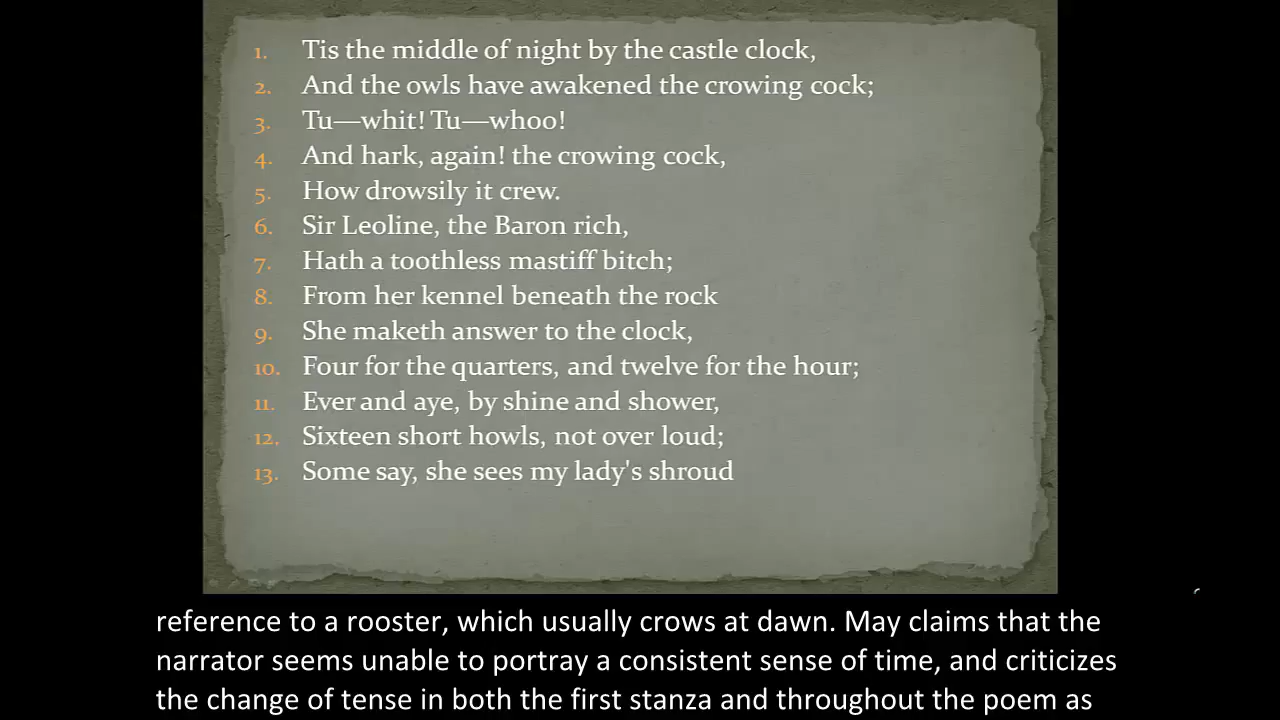 1. Tis the middle of night by the castle clock,
2. And the owls have awakened the crowing cock;
3. Tu—whit! Tu—whoo!
4. And hark, again! the crowing cock,
5. How drowsily it crew.
6. Sir Leoline, the Baron rich,
7. Hath a toothless mastiff bitch;
8. From her kennel beneath the rock
9. She maketh answer to the clock,
10. Four for the quarters, and twelve for the hour;
11. Ever and aye, by shine and shower,
12. Sixteen short howls, not over loud;
13. Some say, she sees my lady's shroud
reference to a rooster, which usually crows at dawn. May claims that the
narrator seems unable to portray a consistent sense of time, and criticizes
the change of tense in both the first stanza and throughout the poem as